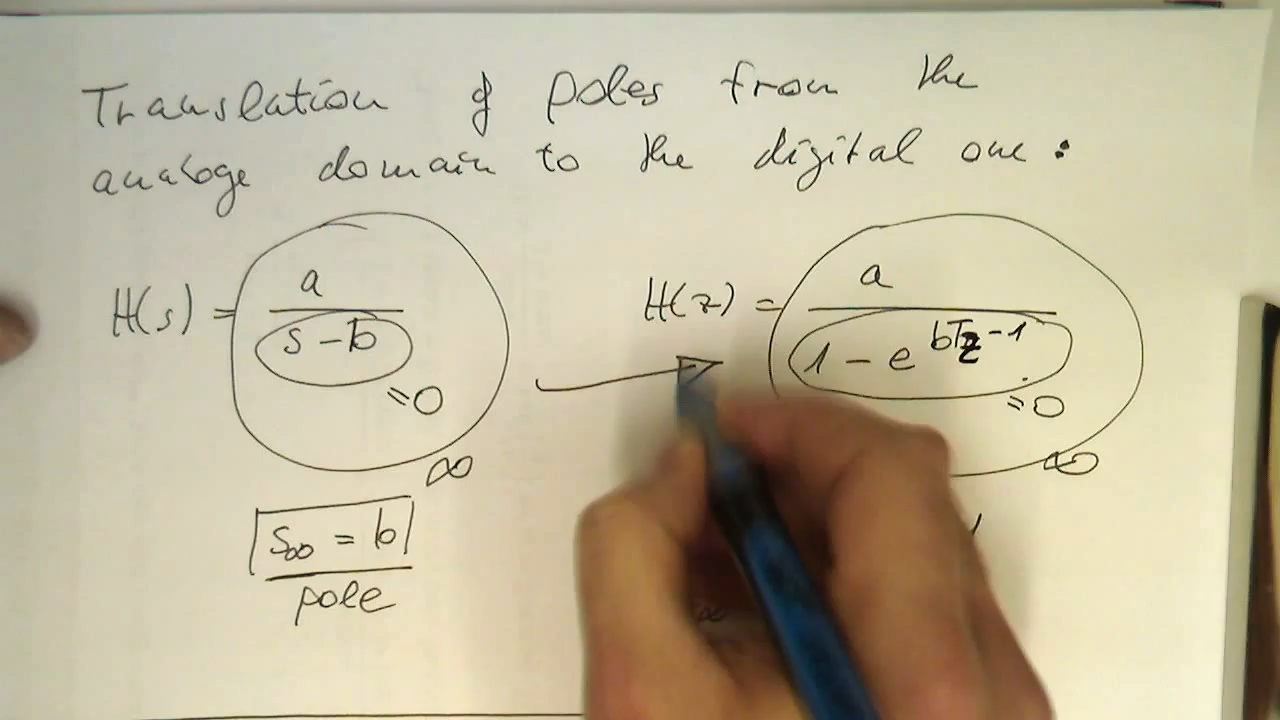 Translation of poles from the
analoge domain to the digital one :
H(s) = a / (s - b) = 0 ∞
H(z) = a / (1 - e^{bT} z^{-1}) = 0 ∞
s∞ = b
pole